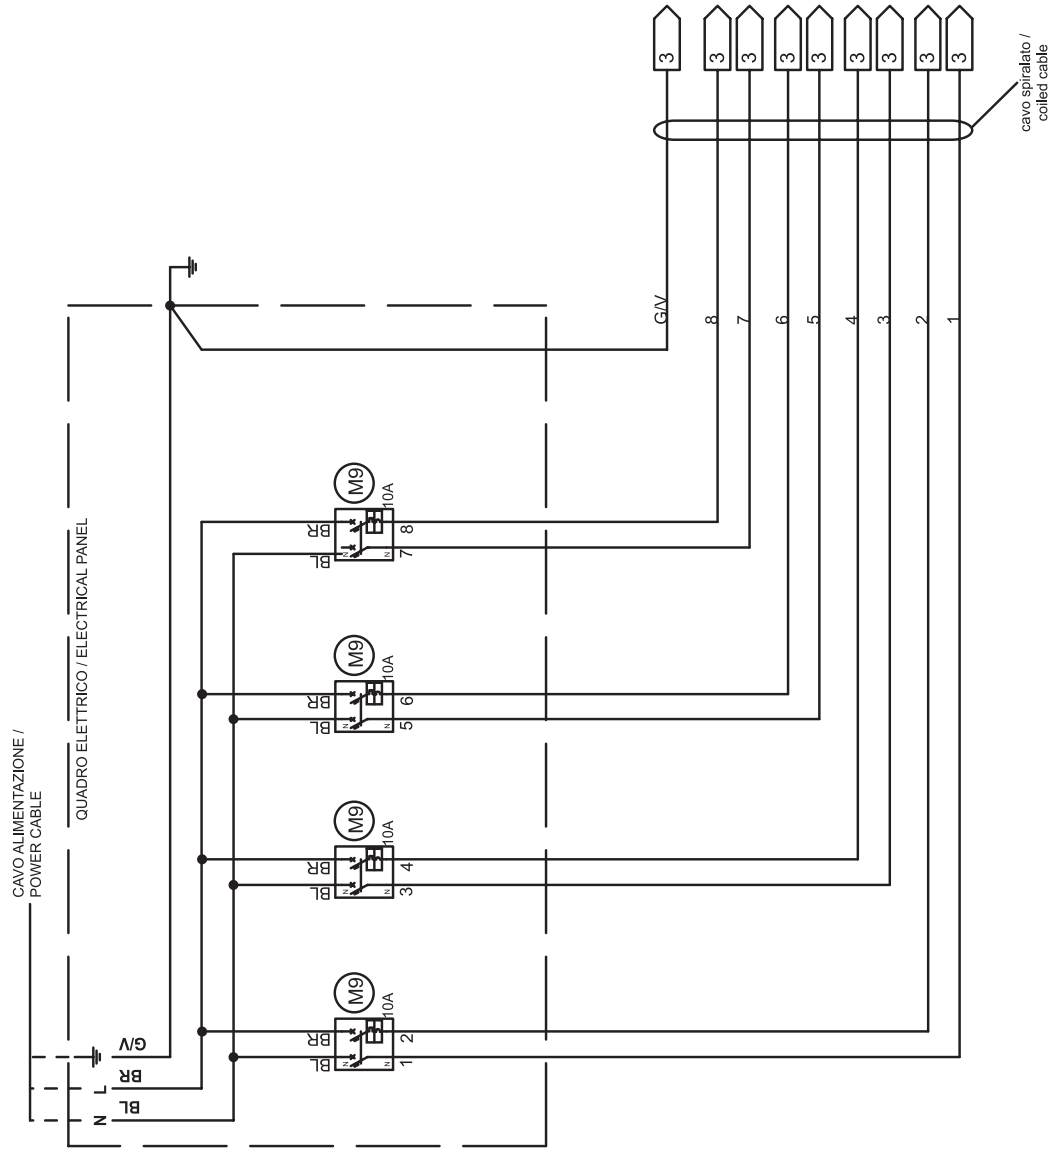 3
3
3
3
3
3
3
3
3
cavo spiralato /
coiled cable
G/V
8
7
6
5
4
3
2
1
QUADRO ELETTRICO / ELECTRICAL PANEL
CAVO ALIMENTAZIONE /
POWER CABLE
M9
10A
BR
BL
N
N
8
7
M9
10A
BR
BL
N
N
6
5
M9
10A
BR
BL
N
N
4
3
M9
10A
BR
BL
N
N
2
1
G/V
L
BR
N
BL